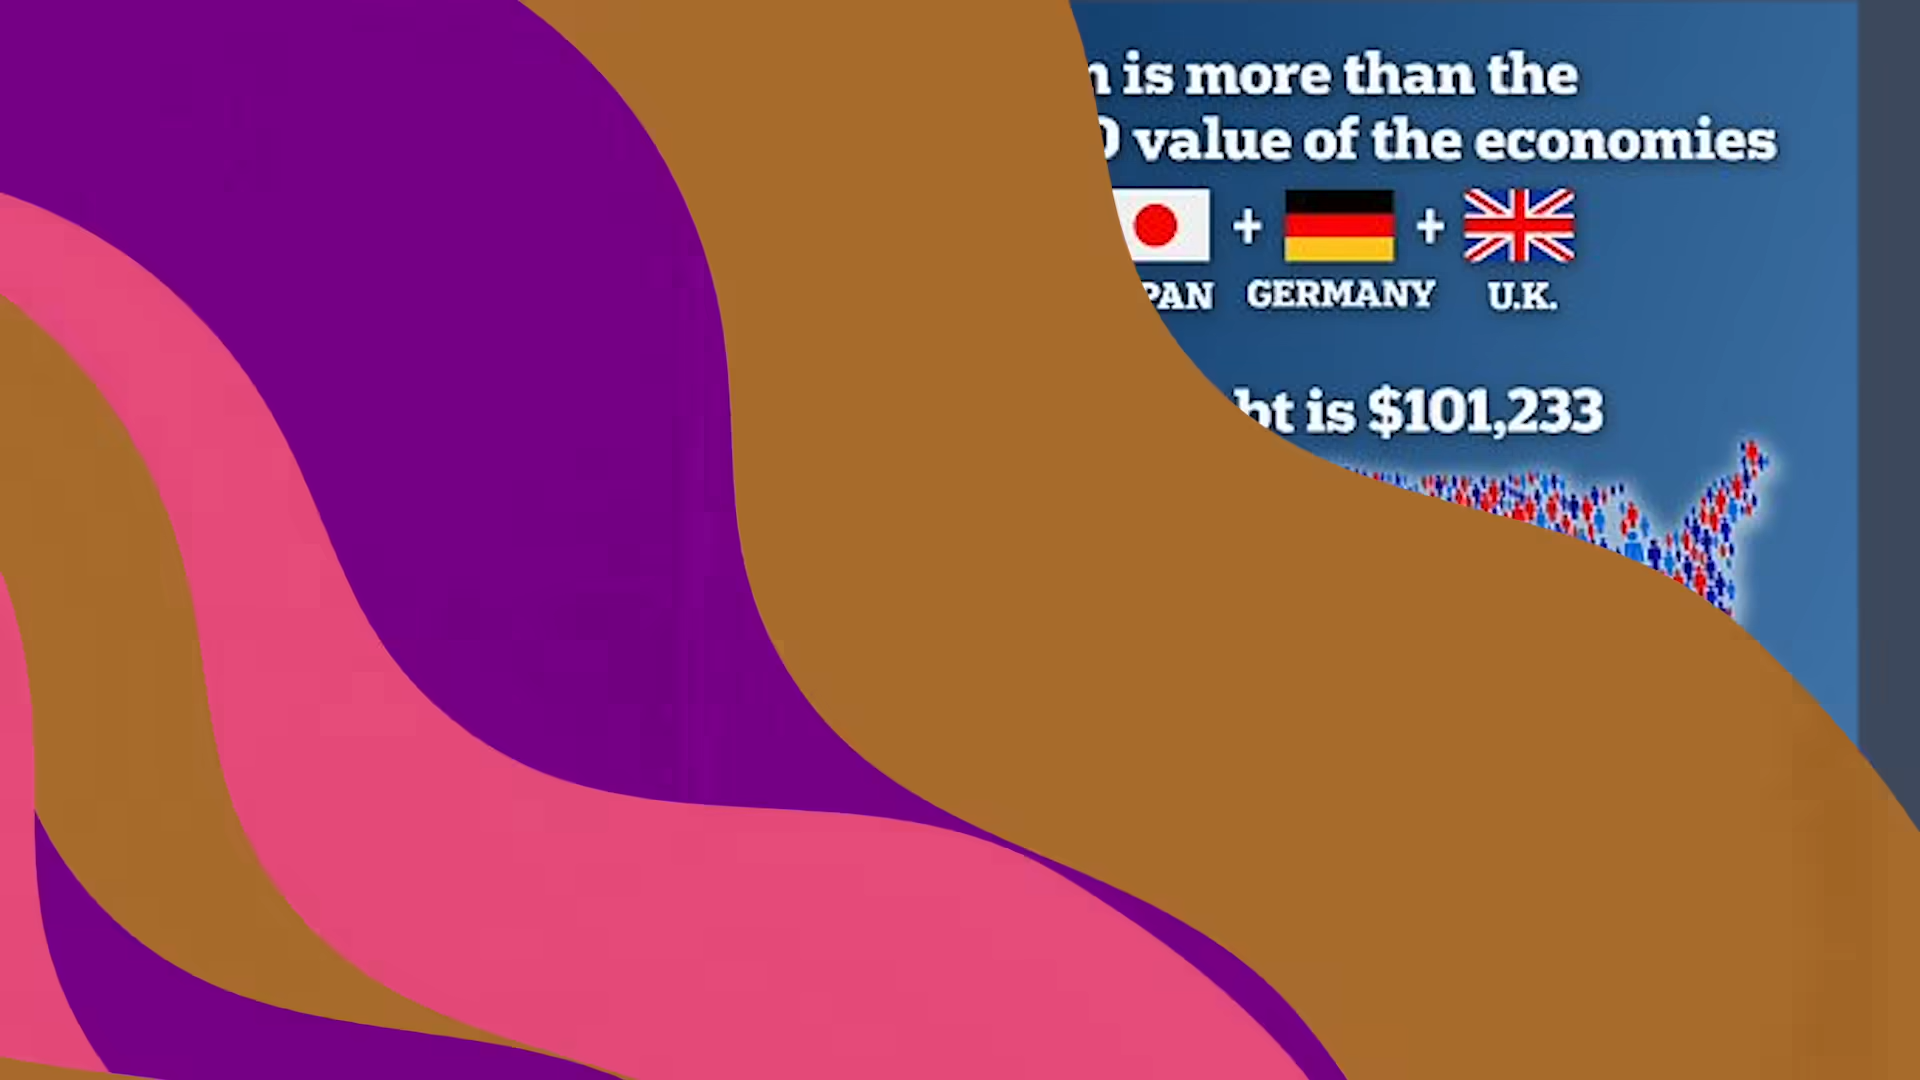 is more than the
value of the economies
+ +
GERMANY U.K.
is $101,233